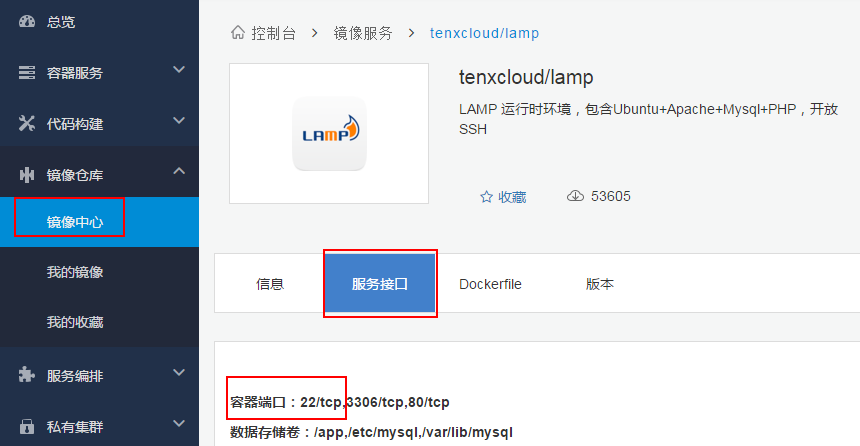 总览
容器服务
代码构建
镜像仓库
镜像中心
我的镜像
我的收藏
服务编排
私有集群
控制台 > 镜像服务 > tenxcloud/lamp
LAMP
tenxcloud/lamp
LAMP 运行时环境，包含Ubuntu+Apache+Mysql+PHP，开放
SSH
收藏 53605
信息 服务接口 Dockerfile 版本
容器端口：22/tcp,3306/tcp,80/tcp
数据存储卷：/app,/etc/mysql,/var/lib/mysql